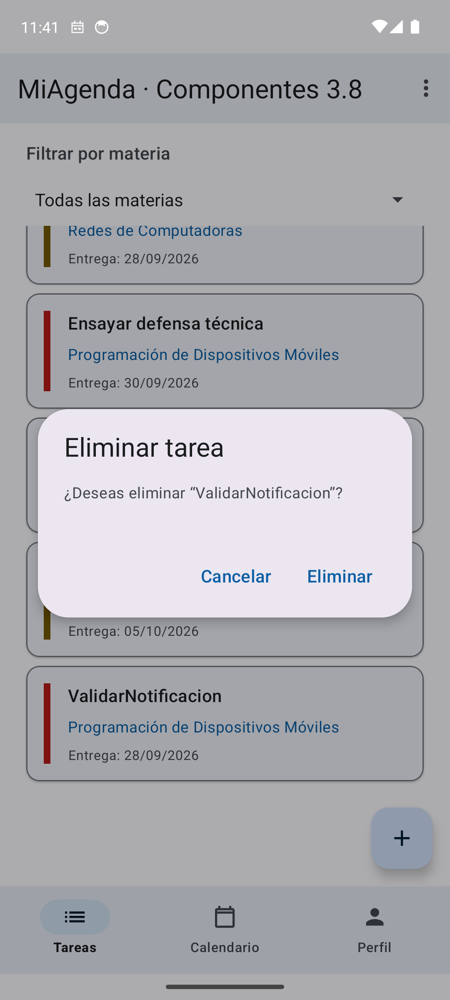 11:41
MiAgenda · Componentes 3.8
Filtrar por materia
Todas las materias
Redes de Computadoras
Entrega: 28/09/2026
Ensayar defensa técnica
Programación de Dispositivos Móviles
Entrega: 30/09/2026
Eliminar tarea
¿Deseas eliminar “ValidarNotificacion”?
Cancelar Eliminar
Entrega: 05/10/2026
ValidarNotificacion
Programación de Dispositivos Móviles
Entrega: 28/09/2026
Tareas Calendario Perfil